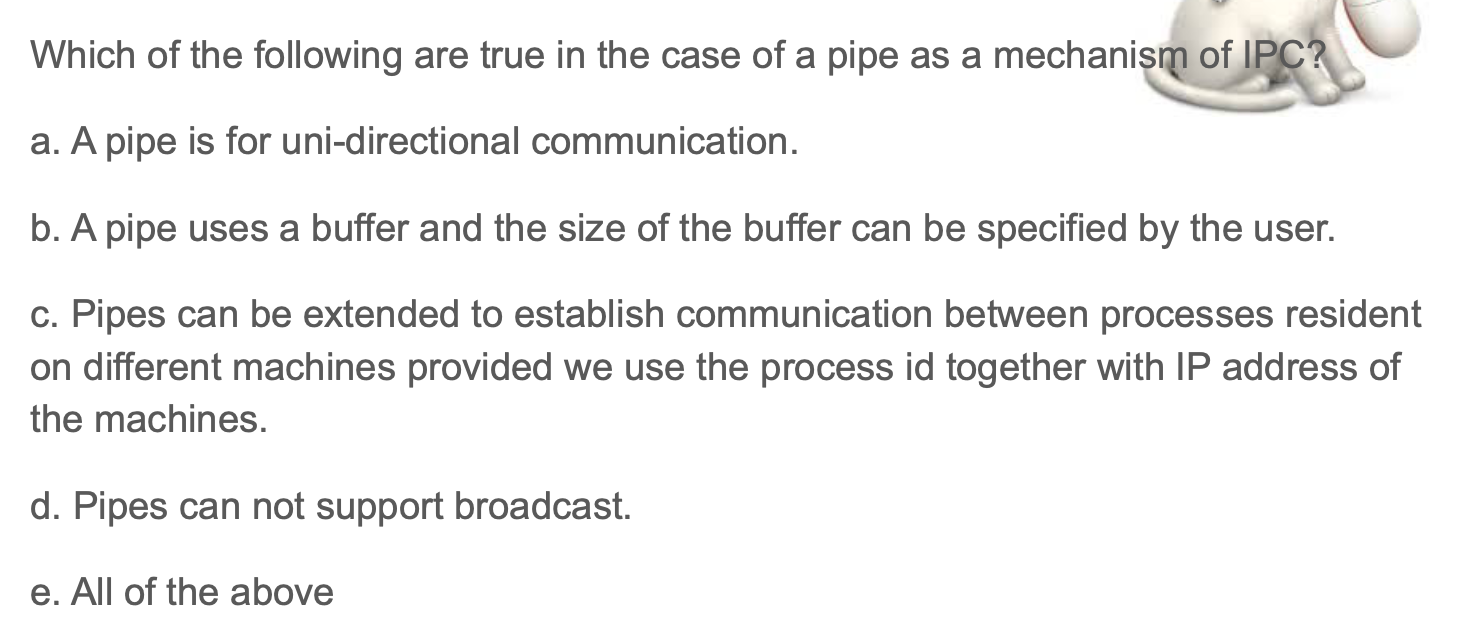 Which of the following are true in the case of a pipe as a mechanism of IPC?
a. A pipe is for uni-directional communication.
b. A pipe uses a buffer and the size of the buffer can be specified by the user.
c. Pipes can be extended to establish communication between processes resident
on different machines provided we use the process id together with IP address of
the machines.
d. Pipes can not support broadcast.
e. All of the above